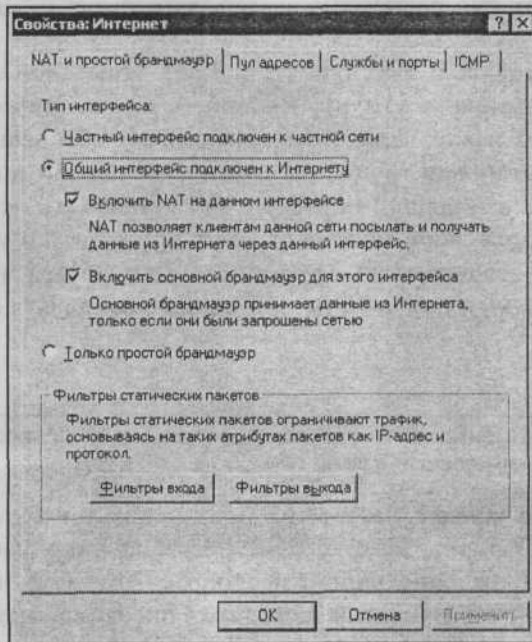 Свойства: Интернет
NAT и простой брандмауэр
Пул адресов
Службы и порты
ICMP
Тип интерфейса:
Частный интерфейс подключен к частной сети
Общий интерфейс подключен к Интернету
Включить NAT на данном интерфейсе
NAT позволяет клиентам данной сети посылать и получать
данные из Интернета через данный интерфейс.
Включить основной брандмауэр для этого интерфейса
Основной брандмауэр принимает данные из Интернета,
только если они были запрошены сетью
Только простой брандмауэр
Фильтры статических пакетов
Фильтры статических пакетов ограничивают трафик,
основываясь на таких атрибутах пакетов как IP-адрес и
протокол.
Фильтры входа
Фильтры выхода
OK
Отмена
Применить